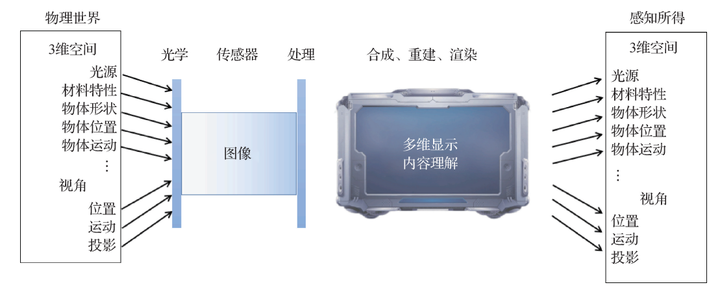 物理世界
3维空间
光源
材料特性
物体形状
物体位置
物体运动
…
视角
位置
运动
投影
光学
传感器
处理
图像
合成、重建、渲染
多维显示
内容理解
感知所得
3维空间
光源
材料特性
物体形状
物体位置
物体运动
…
视角
位置
运动
投影